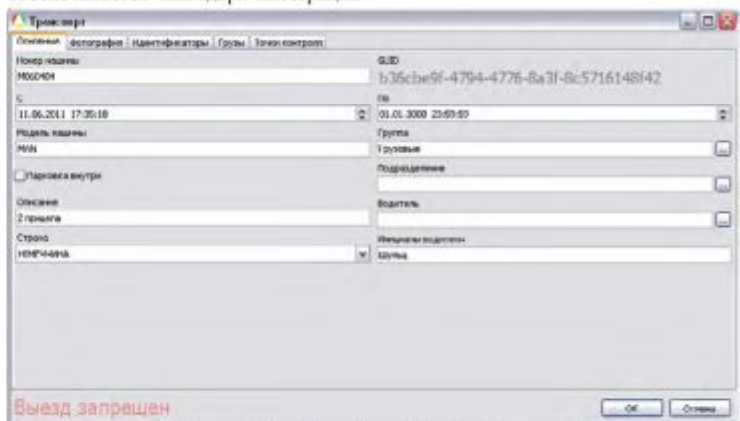 Транспорт
Основные Фотография Идентификаторы Грузы Точки контроля
Номер машины GUID
b36cbe9f-4794-4776-8a3f-8c5716148f42
С По
11.06.2011 17:35:18 01.01.3000 23:59:59
Модель машины Группа
MAN Грузовые
Парковка внутри Подразделение
Описание Водитель
2 прицепа
Страна Инициалы водителя
Шульц
Выезд запрещен OK Отмена